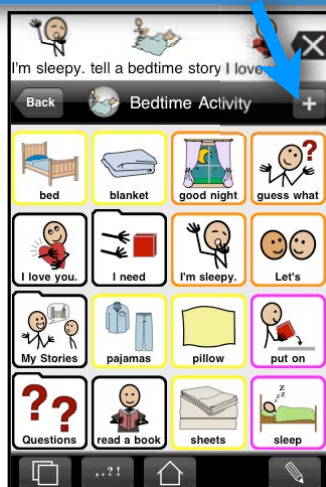 I'm sleepy. tell a bedtime story I love
Back Bedtime Activity +
bed blanket good night guess what
I love you. I need I'm sleepy. Let's
My Stories pajamas pillow put on
Questions read a book sheets sleep
..?!